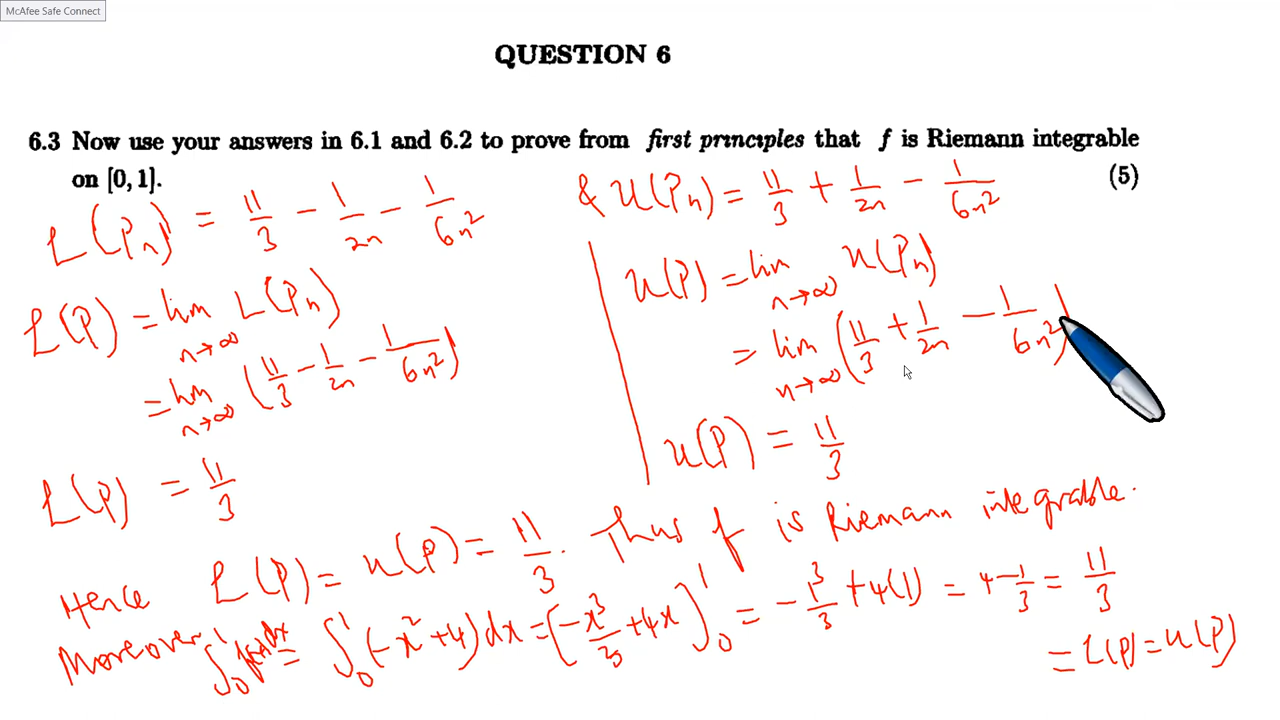 McAfee Safe Connect
QUESTION 6
6.3 Now use your answers in 6.1 and 6.2 to prove from first principles that f is Riemann integrable
on [0, 1]. (5)
L(Pₙ) = 11/3 − 1/2n − 1/6n²
& U(Pₙ) = 11/3 + 1/2n − 1/6n²
L(P) = lim n→∞ L(Pₙ)
= lim n→∞ (11/3 − 1/2n − 1/6n²)
L(P) = 11/3
U(P) = lim n→∞ U(Pₙ)
= lim n→∞ (11/3 + 1/2n − 1/6n²)
U(P) = 11/3
Hence L(P) = U(P) = 11/3. Thus f is Riemann integrable.
Moreover ∫₀¹ f(x)dx = ∫₀¹ (−x² + 4) dx = [−x³/3 + 4x]₀¹ = −1³/3 + 4(1) = 4 − 1/3 = 11/3
= L(P) = U(P)